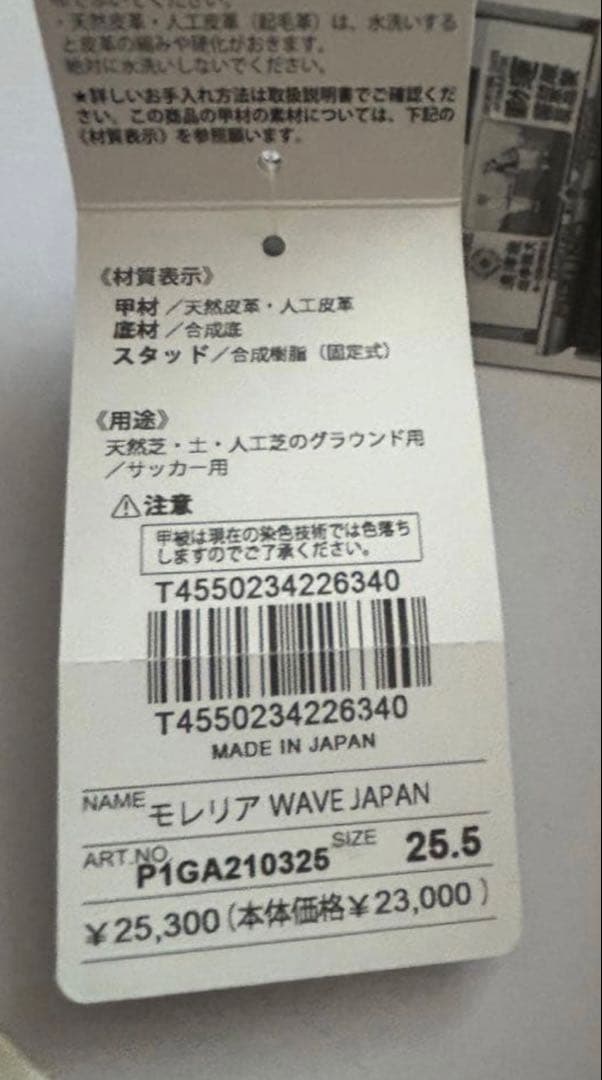 ・天然皮革・人工皮革（起毛革）は、水洗いする
と皮革の縮みや硬化がおきます。
絶対に水洗いしないでください。
★詳しいお手入れ方法は取扱説明書でご確認くだ
さい。この商品の甲材の素材については、下記の
《材質表示》を参照願います。
《材質表示》
甲材／天然皮革・人工皮革
底材／合成底
スタッド／合成樹脂（固定式）
《用途》
天然芝・土・人工芝のグラウンド用
／サッカー用
⚠注意
甲被は現在の染色技術では色落ち
しますのでご了承ください。
T4550234226340
T4550234226340
MADE IN JAPAN
NAME モレリア WAVE JAPAN
ART.NO. P1GA210325 SIZE 25.5
¥25,300(本体価格¥23,000)